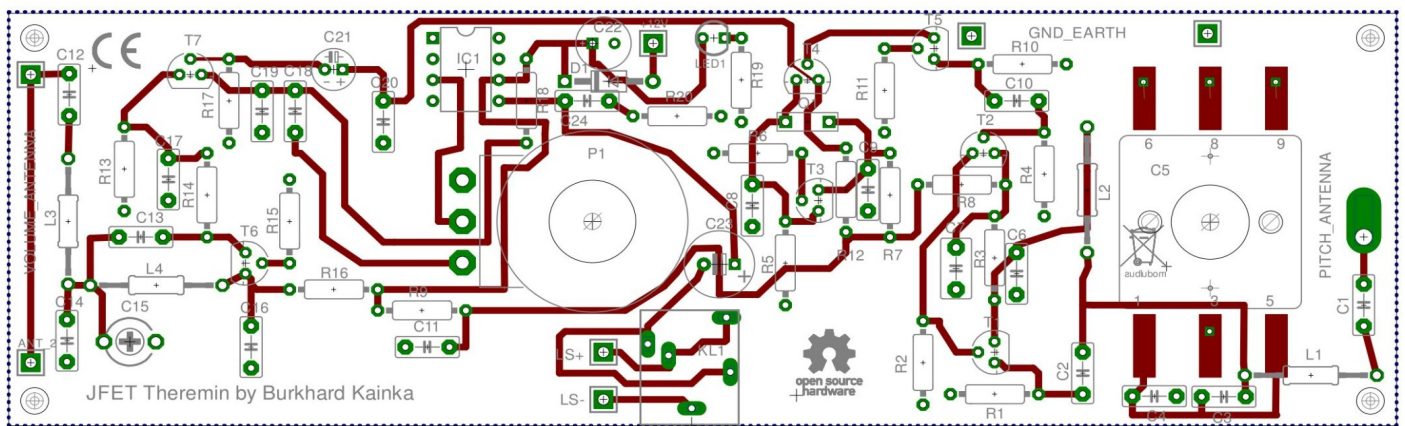 C12
T7
C21
C20
C19
C18
R17
IC1
R18
C22
+12V
D1
C24
R20
LED1
R19
T4
T5
R11
GND_EARTH
R10
C10
T2
R13
C17
R14
R15
C13
T6
L3
VOLUME_ANTENNA
L4
C14
C15
C16
ANT_2
R16
R9
C11
P1
C23
R6
C8
T3
R5
C9
R12
R7
R8
R3
C6
R4
L2
R2
R1
C2
6
8
9
C5
audiuborn
1
3
5
C4
C3
L1
PITCH_ANTENNA
C1
LS+
LS-
KL1
open source
hardware
JFET Theremin by Burkhard Kainka